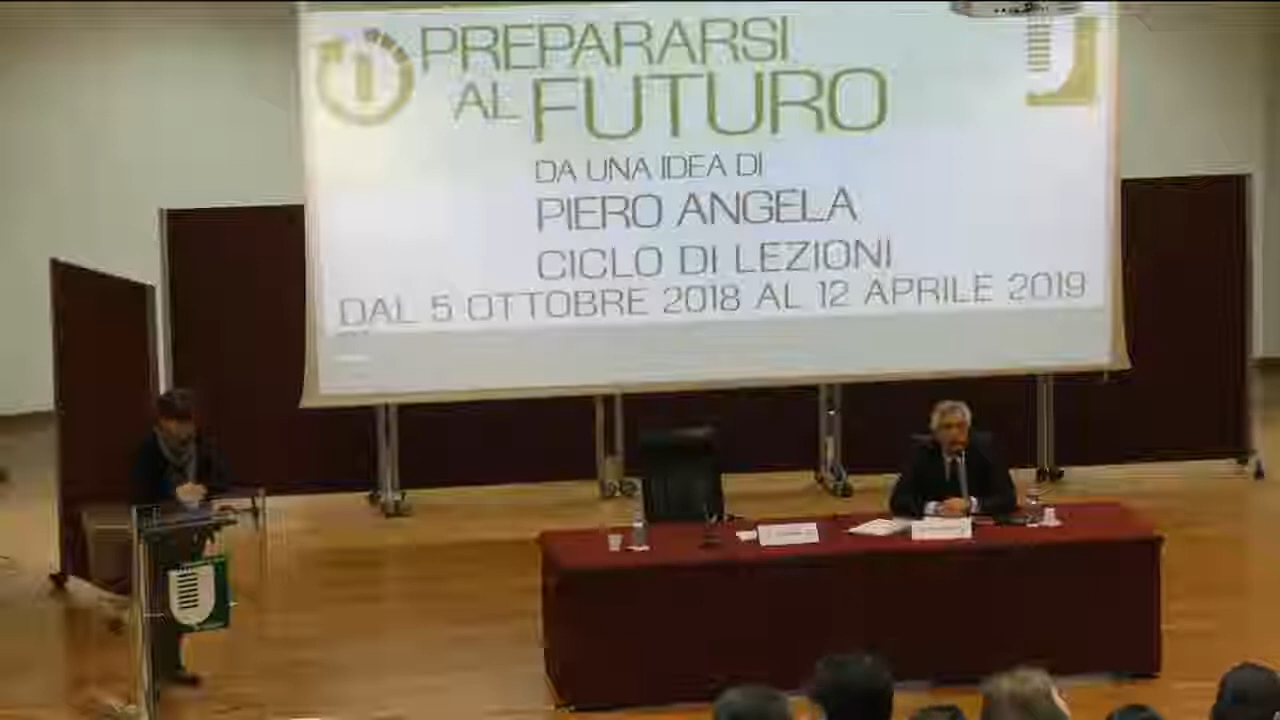 PREPARARSI
AL FUTURO
DA UNA IDEA DI
PIERO ANGELA
CICLO DI LEZIONI
DAL 5 OTTOBRE 2018 AL 12 APRILE 2019